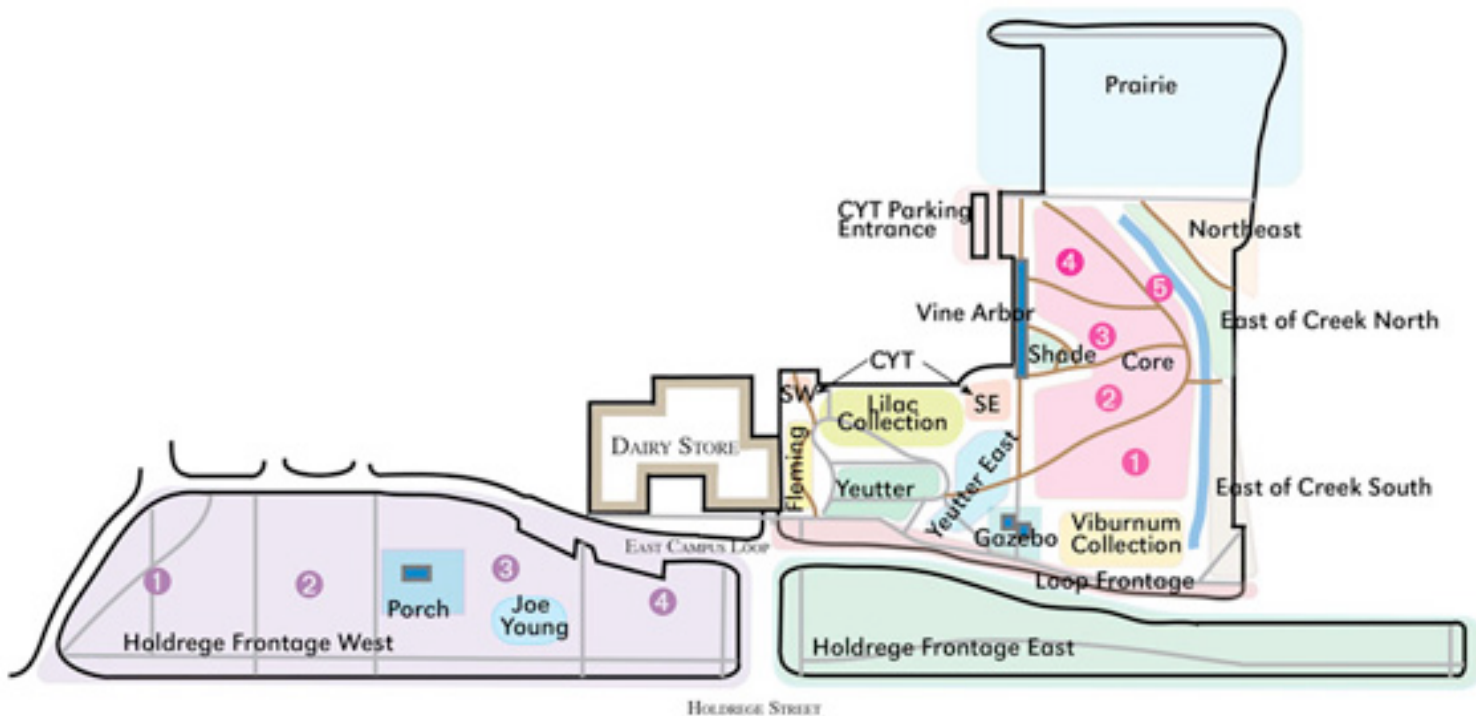 Prairie
CYT Parking
Entrance
Northeast
4
5
Vine Arbor
East of Creek North
3
Shade
Core
CYT
SW
Lilac
Collection
SE
2
Dairy Store
Fleming
Yeutter East
1
Yeutter
East of Creek South
Gazebo
Viburnum
Collection
East Campus Loop
Loop Frontage
1
2
3
4
Porch
Joe
Young
Holdrege Frontage West
Holdrege Frontage East
Holdrege Street